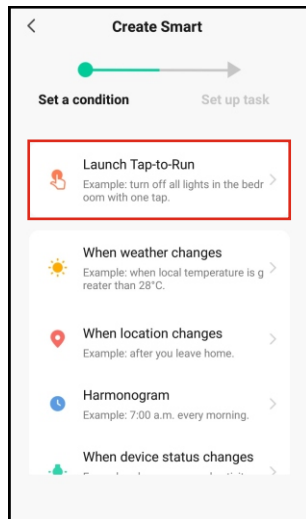 Create Smart
Set a condition
Set up task
Launch Tap-to-Run
Example: turn off all lights in the bedr
oom with one tap.
When weather changes
Example: when local temperature is g
reater than 28°C.
When location changes
Example: after you leave home.
Harmonogram
Example: 7:00 a.m. every morning.
When device status changes